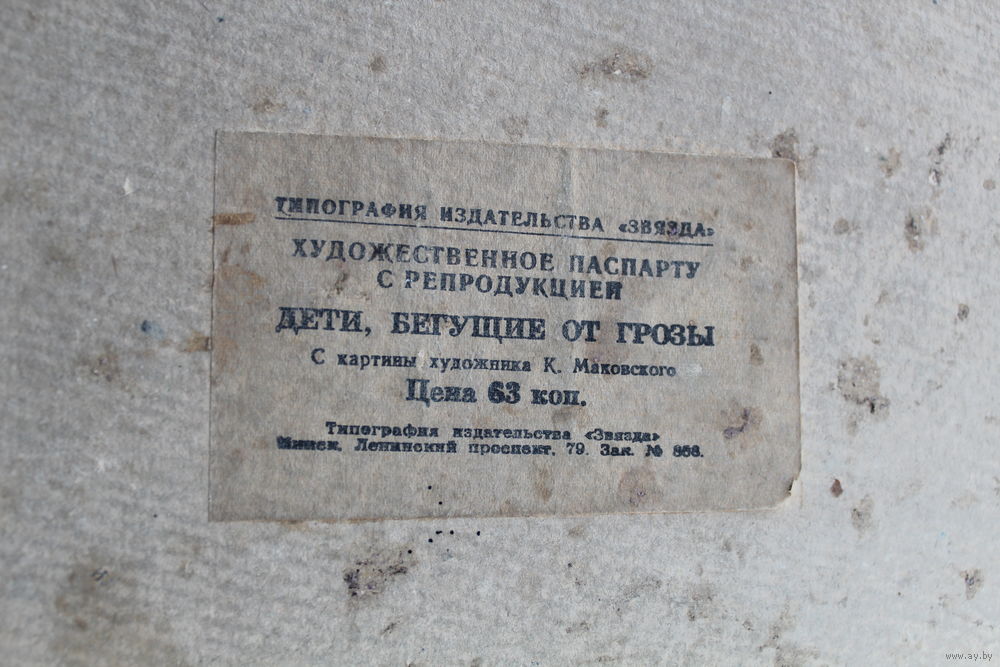 ТИПОГРАФИЯ ИЗДАТЕЛЬСТВА «ЗВЯЗДА»
ХУДОЖЕСТВЕННОЕ ПАСПАРТУ
С РЕПРОДУКЦИЕЙ
ДЕТИ, БЕГУЩИЕ ОТ ГРОЗЫ
С картины художника К. Маковского
Цена 63 коп.
Типография издательства «Звязда»
Минск, Ленинский проспект, 79. Зак. №
www.ay.by